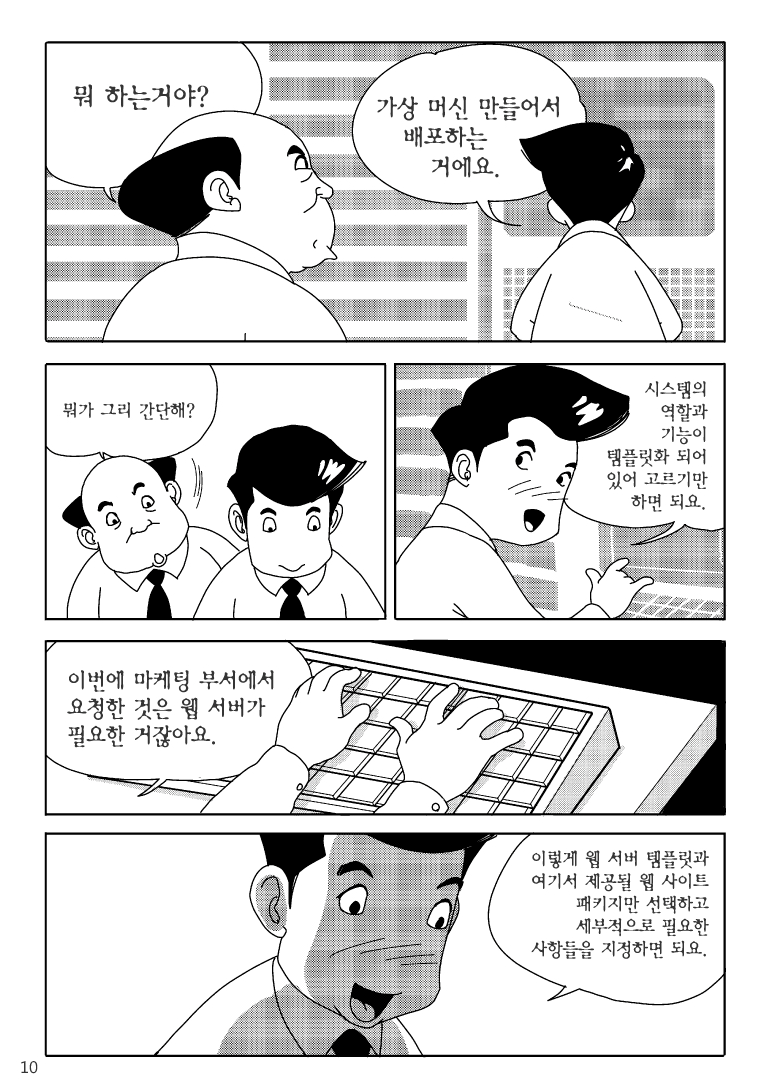 뭐 하는거야?
가상 머신 만들어서
배포하는
거에요.
뭐가 그리 간단해?
시스템의
역할과
기능이
템플릿화 되어
있어 고르기만
하면 되요.
이번에 마케팅 부서에서
요청한 것은 웹 서버가
필요한 거잖아요.
이렇게 웹 서버 템플릿과
여기서 제공될 웹 사이트
패키지만 선택하고
세부적으로 필요한
사항들을 지정하면 되요.
10